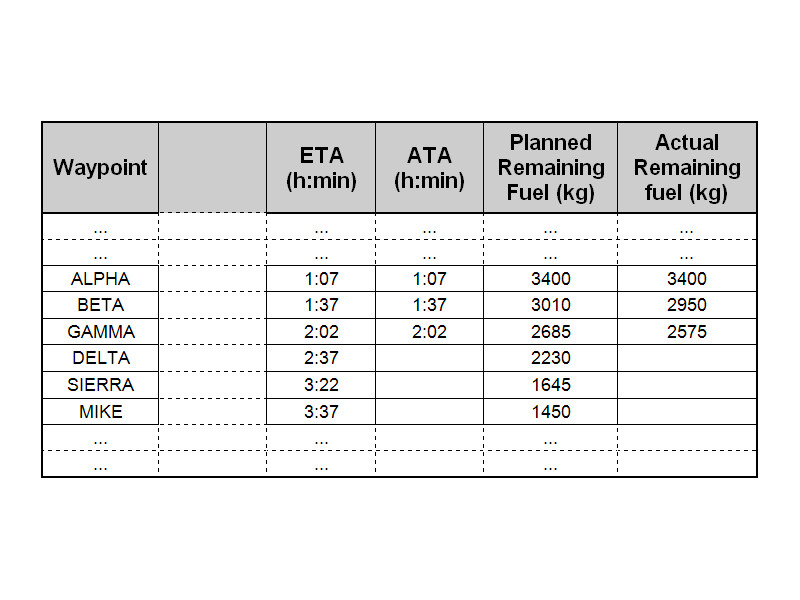 Waypoint ETA (h:min) ATA (h:min) Planned Remaining Fuel (kg) Actual Remaining fuel (kg)
... ... ... ... ...
... ... ... ... ...
ALPHA 1:07 1:07 3400 3400
BETA 1:37 1:37 3010 2950
GAMMA 2:02 2:02 2685 2575
DELTA 2:37 2230
SIERRA 3:22 1645
MIKE 3:37 1450
... ... ...
... ... ...